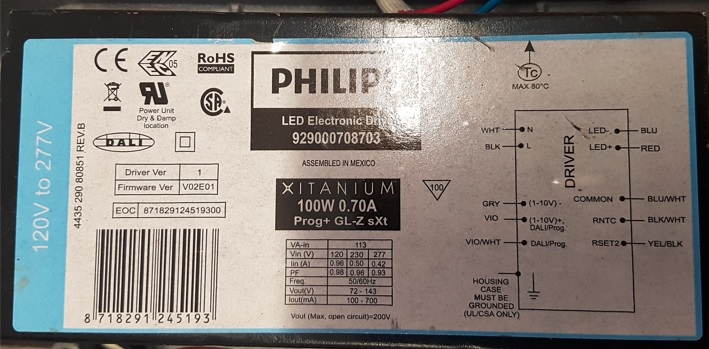 120V to 277V
4435 290 80851 REV.B
CE
05
RoHS
COMPLIANT
Power Unit
Dry & Damp
location
DALI
Driver Ver 1
Firmware Ver V02E01
EOC 871829124519300
8 718291 245193
PHILIPS
LED Electronic Driver
929000708703
ASSEMBLED IN MEXICO
XITANIUM
100W 0.70A
Prog+ GL-Z sXt
100
VA-in 113
Vin (V) 120 230 277
Iin (A) 0.96 0.50 0.42
PF 0.98 0.96 0.93
Freq. 50/60Hz
Vout(V) 72 - 143
Iout(mA) 100 - 700
Vout (Max, open circuit)=200V
Tc
MAX 80°C
DRIVER
WHT N LED-. BLU
BLK L LED+ RED
GRY (1-10V)- COMMON BLU/WHT
VIO (1-10V)+, DALI/Prog. RNTC BLK/WHT
VIO/WHT DALI/Prog. RSET2 YEL/BLK
HOUSING
CASE
MUST BE
GROUNDED
(UL/CSA ONLY)